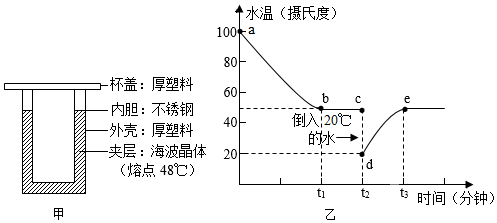 杯盖：厚塑料
内胆：不锈钢
外壳：厚塑料
夹层：海波晶体
（熔点48℃）
甲
水温（摄氏度）
100
80
60
40
20
a
b
c
d
e
倒入20℃
的水
t₁
t₂
t₃
时间（分钟）
乙